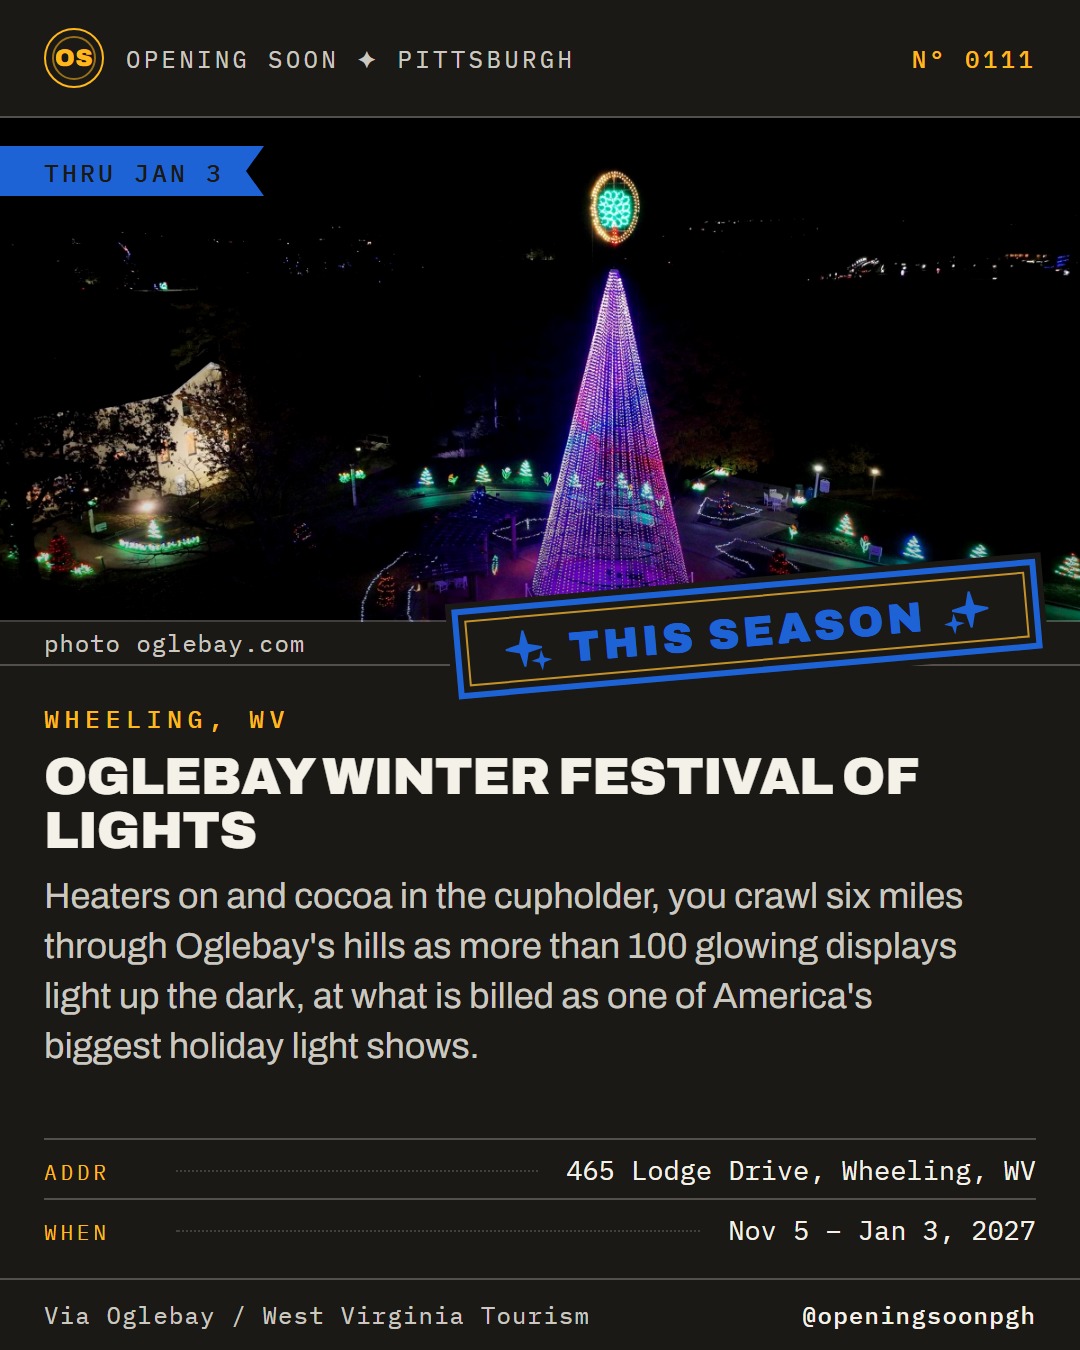 OS OPENING SOON ✦ PITTSBURGH N° 0111
THRU JAN 3
photo oglebay.com
THIS SEASON
WHEELING, WV
OGLEBAY WINTER FESTIVAL OF
LIGHTS
Heaters on and cocoa in the cupholder, you crawl six miles
through Oglebay's hills as more than 100 glowing displays
light up the dark, at what is billed as one of America's
biggest holiday light shows.
ADDR 465 Lodge Drive, Wheeling, WV
WHEN Nov 5 – Jan 3, 2027
Via Oglebay / West Virginia Tourism @openingsoonpgh